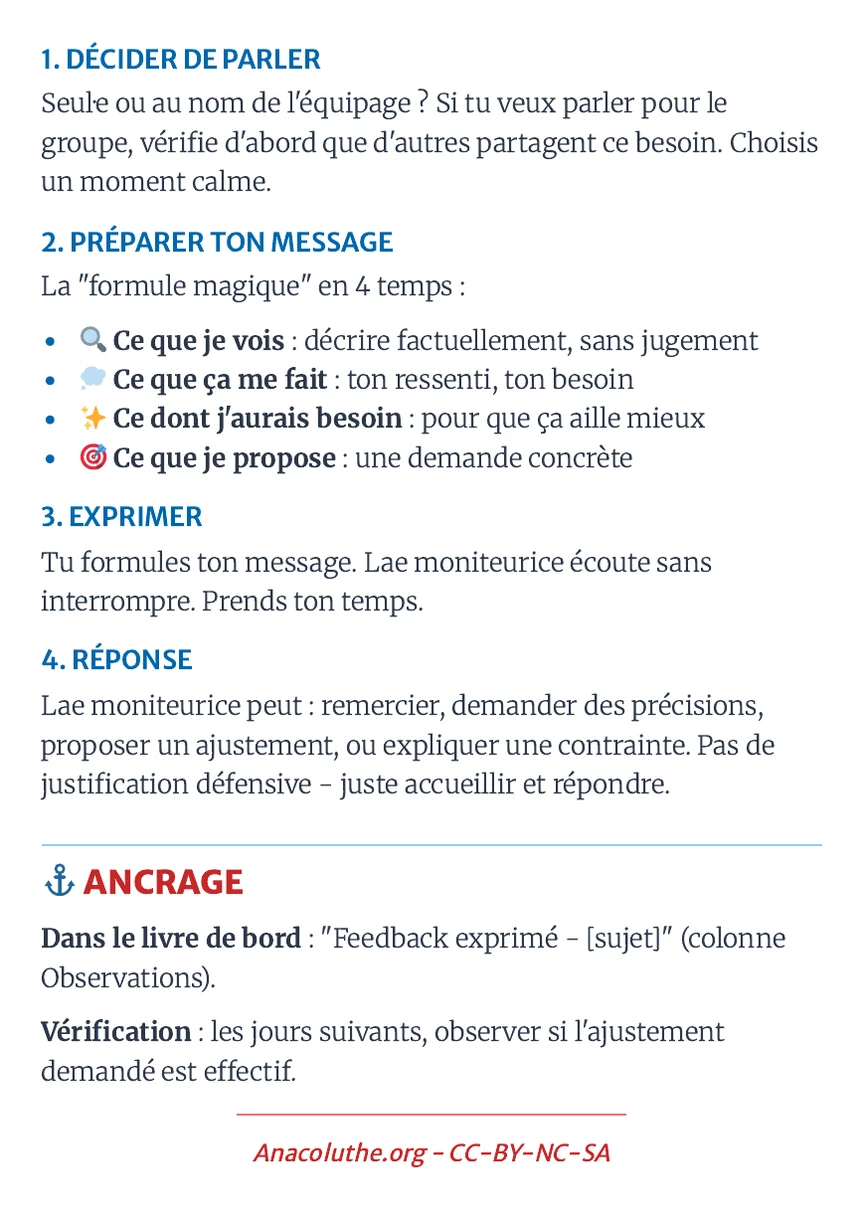 1. DÉCIDER DE PARLER
Seul·e ou au nom de l'équipage ? Si tu veux parler pour le
groupe, vérifie d'abord que d'autres partagent ce besoin. Choisis
un moment calme.
2. PRÉPARER TON MESSAGE
La "formule magique" en 4 temps :
• 🔍 Ce que je vois : décrire factuellement, sans jugement
• 💭 Ce que ça me fait : ton ressenti, ton besoin
• ✨ Ce dont j'aurais besoin : pour que ça aille mieux
• 🎯 Ce que je propose : une demande concrète
3. EXPRIMER
Tu formules ton message. Lae moniteurice écoute sans
interrompre. Prends ton temps.
4. RÉPONSE
Lae moniteurice peut : remercier, demander des précisions,
proposer un ajustement, ou expliquer une contrainte. Pas de
justification défensive - juste accueillir et répondre.
⚓ ANCRAGE
Dans le livre de bord : "Feedback exprimé - [sujet]" (colonne
Observations).
Vérification : les jours suivants, observer si l'ajustement
demandé est effectif.
Anacoluthe.org - CC-BY-NC-SA